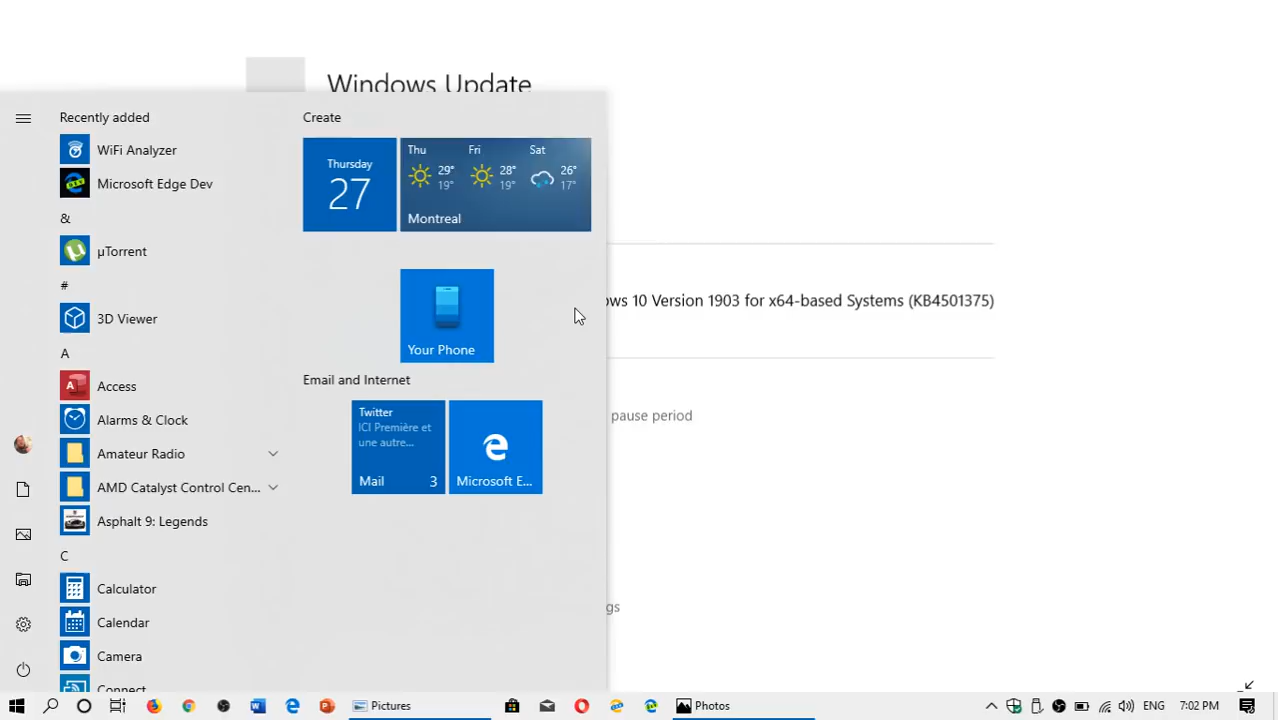 Windows Update
Recently added
WiFi Analyzer
Microsoft Edge Dev
&
µTorrent
#
3D Viewer
A
Access
Alarms & Clock
Amateur Radio
AMD Catalyst Control Cen...
Asphalt 9: Legends
C
Calculator
Calendar
Camera
Connect
Create
Thursday
27
Thu Fri Sat
29° 28° 26°
19° 19° 17°
Montreal
Your Phone
Email and Internet
Twitter
ICI Première et
une autre...
Mail 3
Microsoft E...
ows 10 Version 1903 for x64-based Systems (KB4501375)
pause period
gs
Pictures
Photos
ENG
7:02 PM